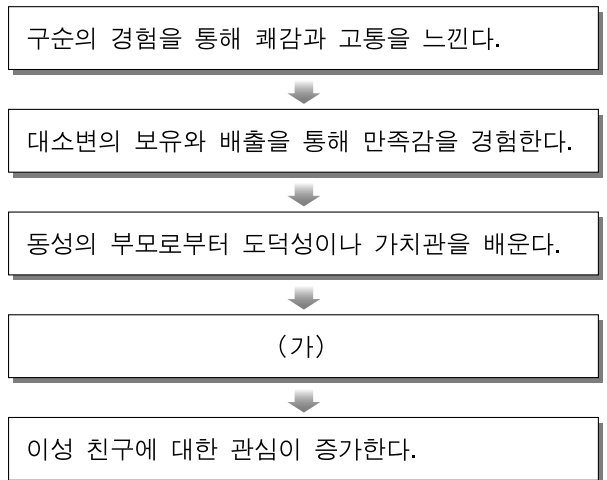 구순의 경험을 통해 쾌감과 고통을 느낀다.
대소변의 보유와 배출을 통해 만족감을 경험한다.
동성의 부모로부터 도덕성이나 가치관을 배운다.
(가)
이성 친구에 대한 관심이 증가한다.